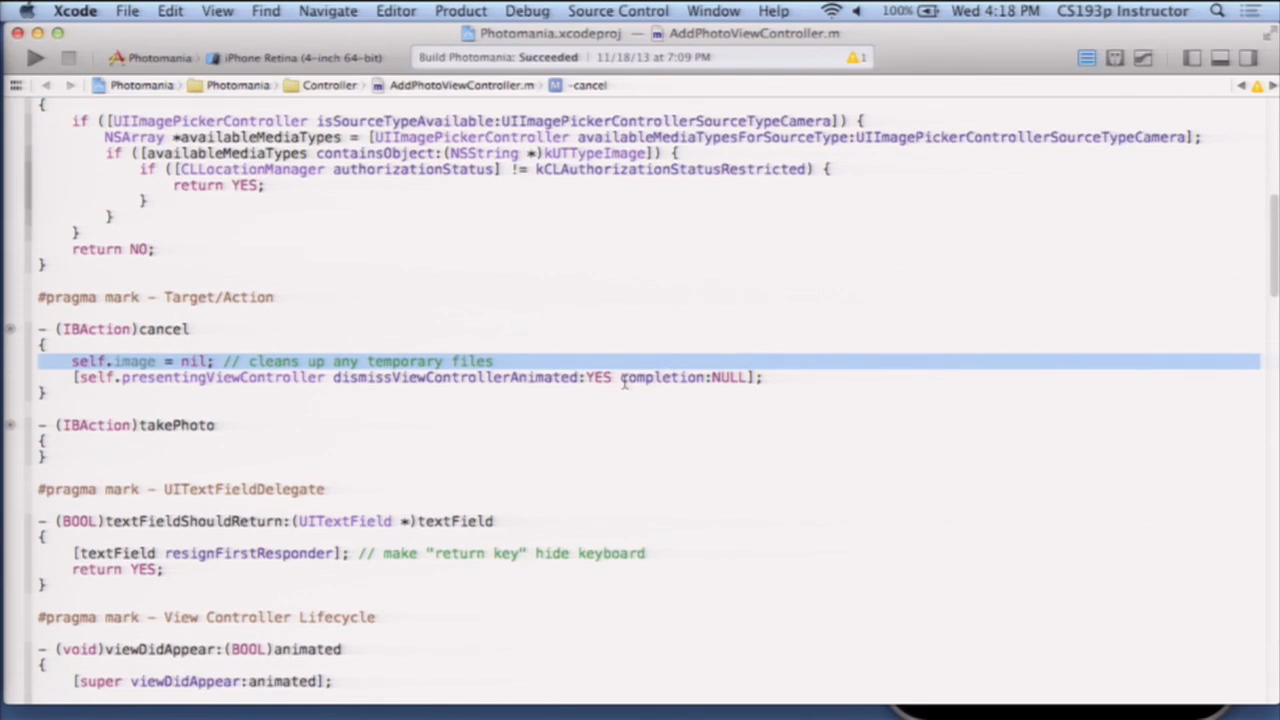 Xcode File Edit View Find Navigate Editor Product Debug Source Control Window Help 100% Wed 4:18 PM CS193p Instructor
Photomania.xcodeproj — AddPhotoViewController.m
Photomania iPhone Retina (4-inch 64-bit) Build Photomania: Succeeded 11/18/13 at 7:09 PM 1
Photomania Photomania Controller AddPhotoViewController.m M -cancel
{
if ([UIImagePickerController isSourceTypeAvailable:UIImagePickerControllerSourceTypeCamera]) {
NSArray *availableMediaTypes = [UIImagePickerController availableMediaTypesForSourceType:UIImagePickerControllerSourceTypeCamera];
if ([availableMediaTypes containsObject:(NSString *)kUTTypeImage]) {
if ([CLLocationManager authorizationStatus] != kCLAuthorizationStatusRestricted) {
return YES;
}
}
}
return NO;
}
#pragma mark - Target/Action
- (IBAction)cancel
{
self.image = nil; // cleans up any temporary files
[self.presentingViewController dismissViewControllerAnimated:YES completion:NULL];
}
- (IBAction)takePhoto
{
}
#pragma mark - UITextFieldDelegate
- (BOOL)textFieldShouldReturn:(UITextField *)textField
{
[textField resignFirstResponder]; // make "return key" hide keyboard
return YES;
}
#pragma mark - View Controller Lifecycle
- (void)viewDidAppear:(BOOL)animated
{
[super viewDidAppear:animated];